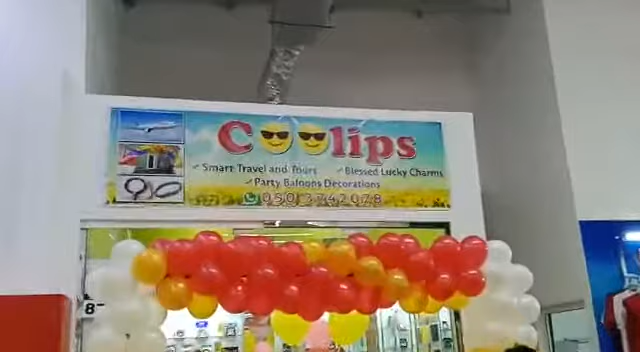 Coolips
✓Smart Travel and Tours ✓Blessed Lucky Charms
✓Party Baloons Decorations
8